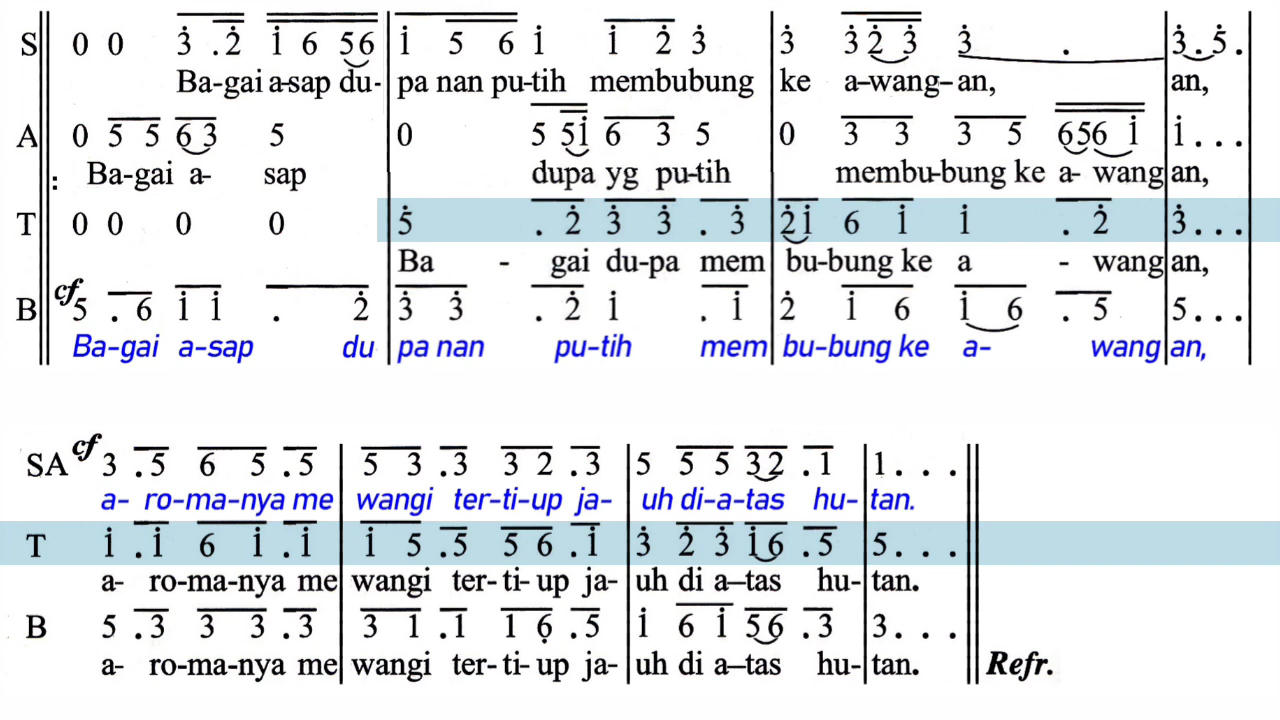 S 0 0 3̇ .2̇ 1̇ 6 56 | 1̇ 5 6 1̇ 1̇ 2̇ 3̇ | 3̇ 3̇2̇ 3̇ 3̇ . | 3̇.5̇.
Ba-gai a-sap du- pa nan pu-tih membubung ke a-wang-an, an,
A 0 5 5 63 5 | 0 5 51̇ 6 3 5 | 0 3 3 3 5 656 1̇ | 1̇...
: Ba-gai a- sap dupa yg pu-tih membu-bung ke a- wang an,
T 0 0 0 0 | 5̇ . 2̇ 3̇ 3̇ . 3̇ | 2̇1̇ 6 1̇ 1̇ . 2̇ | 3̇...
Ba - gai du-pa mem bu-bung ke a - wang an,
B cf 5 . 6 1̇ 1̇ . 2̇ | 3̇ 3̇ . 2̇ 1̇ . 1̇ | 2̇ 1̇ 6 1̇ 6 . 5 | 5...
Ba-gai a-sap du pa nan pu-tih mem bu-bung ke a- wang an,
SA cf 3 .5 6 5 .5 | 5 3 .3 3 2 .3 | 5 5 5 32 .1 | 1...
a- ro-ma-nya me wangi ter-ti-up ja- uh di-a-tas hu- tan.
T 1̇ .1̇ 6 1̇ .1̇ | 1̇ 5 .5 5 6 .1̇ | 3̇ 2̇ 3̇ 1̇6 .5 | 5...
a- ro-ma-nya me wangi ter-ti-up ja- uh di a-tas hu- tan.
B 5 .3 3 3 .3 | 3 1 .1 1 6̣ .5 | 1̇ 6 1̇ 56 .3 | 3...
a- ro-ma-nya me wangi ter-ti-up ja- uh di a-tas hu- tan. Refr.